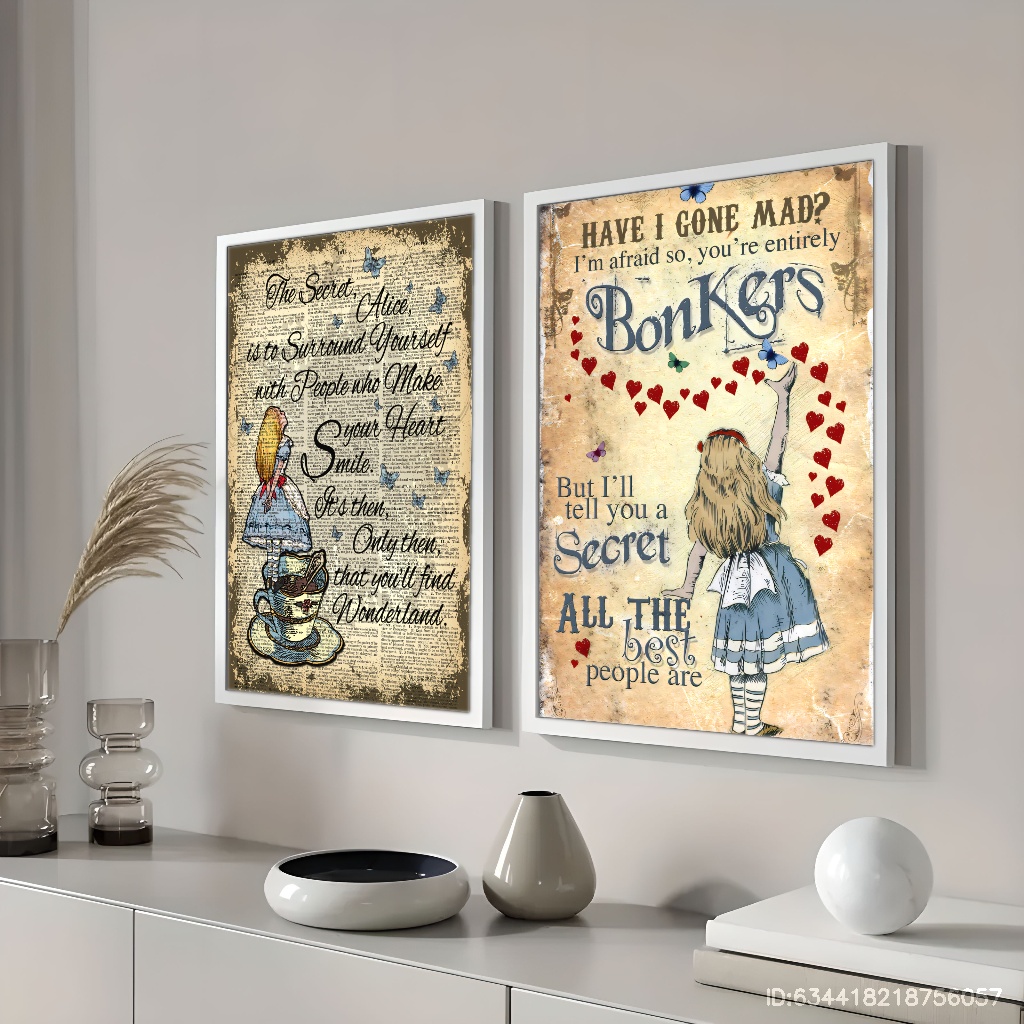 The Secret,
Alice,
is to Surround Yourself
with People who Make
your Heart
Smile.
It's then,
Only then,
that you'll find
Wonderland.
HAVE I GONE MAD?
I'm afraid so, you're entirely
BonKers
But I'll
tell you a
Secret
ALL THE
best
people are
ID:634418218756057